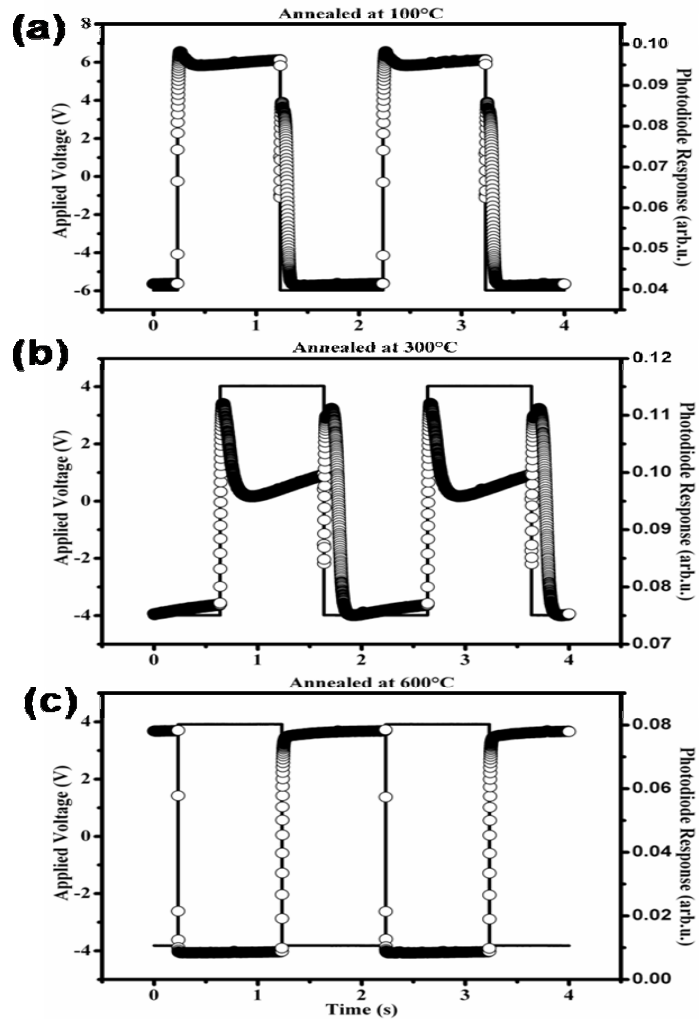 (a)
Annealed at 100°C
Applied Voltage (V)
8
6
4
2
0
-2
-4
-6
0.10
0.09
0.08
0.07
0.06
0.05
0.04
Photodiode Response (arb.u.)
0 1 2 3 4
(b)
Annealed at 300°C
Applied Voltage (V)
4
2
0
-2
-4
0.12
0.11
0.10
0.09
0.08
0.07
Photodiode Response (arb.u.)
0 1 2 3 4
(c)
Annealed at 600°C
Applied Voltage (V)
4
2
0
-2
-4
0.08
0.06
0.04
0.02
0.00
Photodiode Response (arb.u.)
0 1 2 3 4
Time (s)